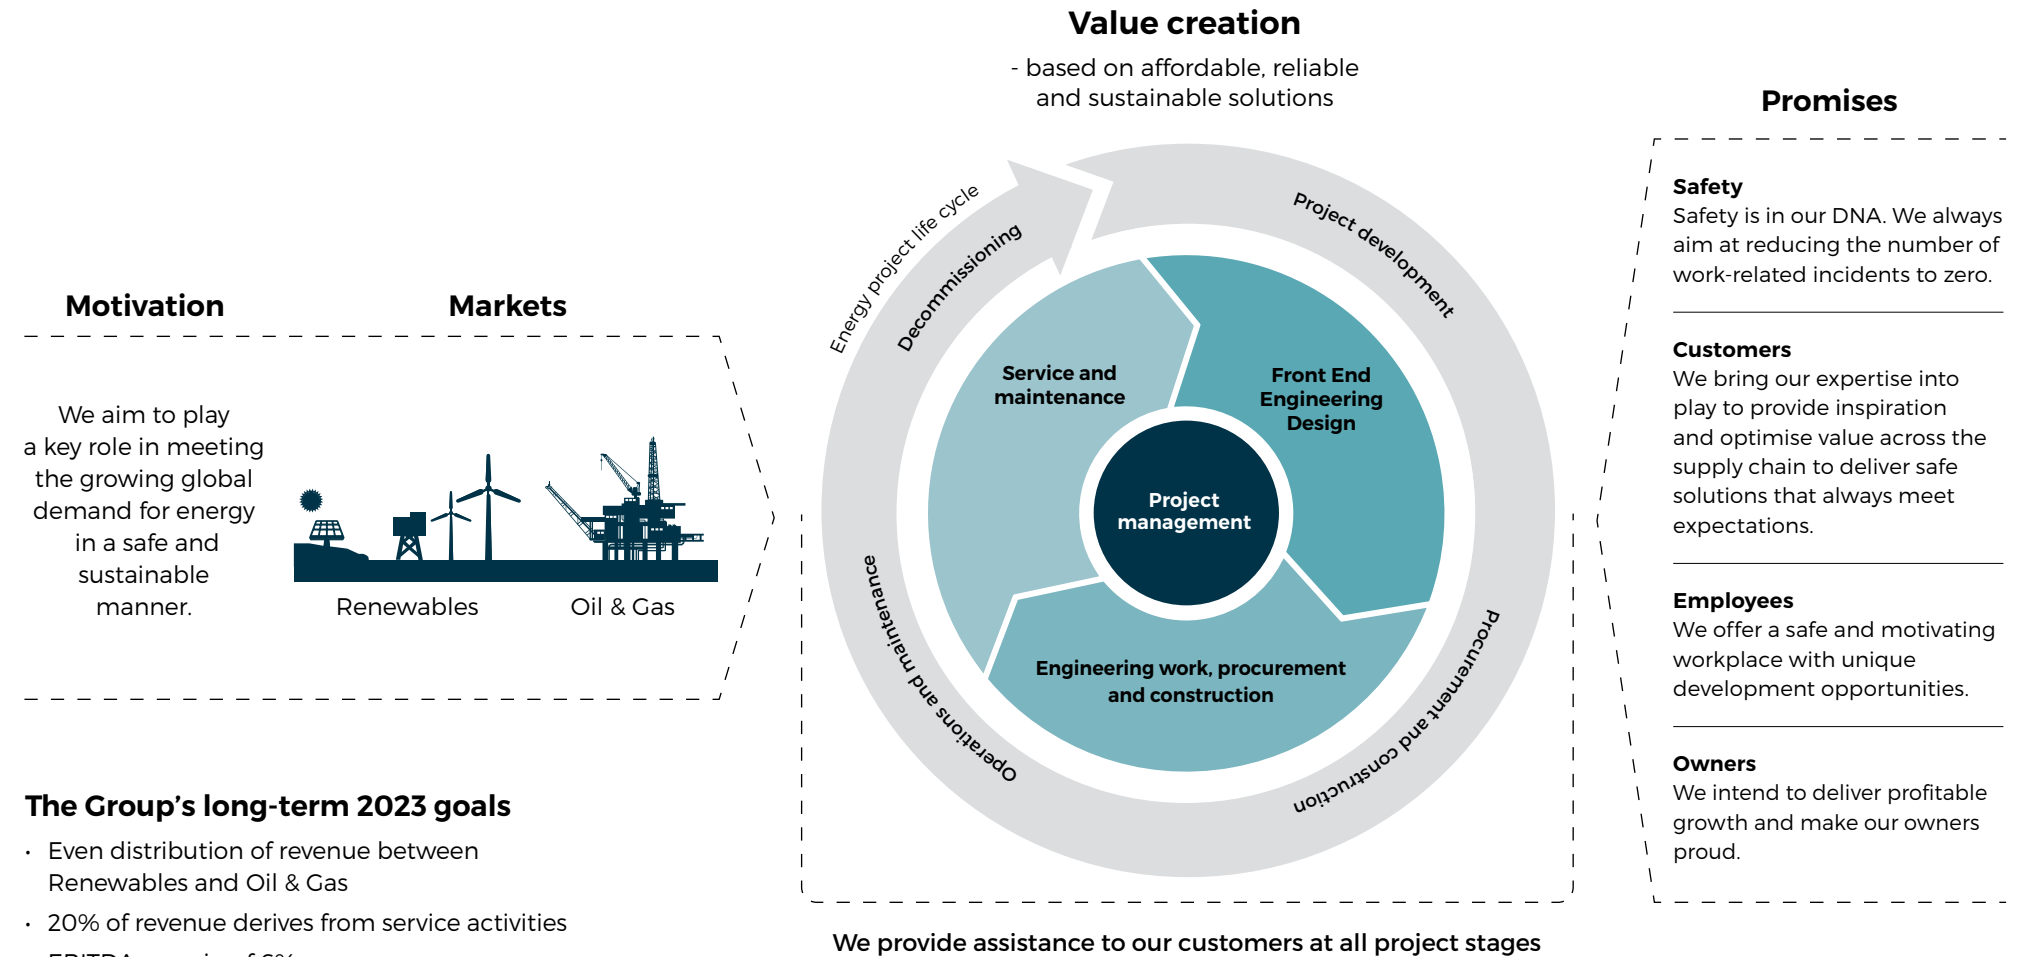 Value creation
- based on affordable, reliable
and sustainable solutions
Motivation
We aim to play
a key role in meeting
the growing global
demand for energy
in a safe and
sustainable
manner.
Markets
Renewables
Oil & Gas
Energy project life cycle
Decommissioning
Project development
Procurement and construction
Operations and maintenance
Service and
maintenance
Front End
Engineering
Design
Project
management
Engineering work, procurement
and construction
We provide assistance to our customers at all project stages
Promises
Safety
Safety is in our DNA. We always
aim at reducing the number of
work-related incidents to zero.
Customers
We bring our expertise into
play to provide inspiration
and optimise value across the
supply chain to deliver safe
solutions that always meet
expectations.
Employees
We offer a safe and motivating
workplace with unique
development opportunities.
Owners
We intend to deliver profitable
growth and make our owners
proud.
The Group’s long-term 2023 goals
• Even distribution of revenue between
Renewables and Oil & Gas
• 20% of revenue derives from service activities